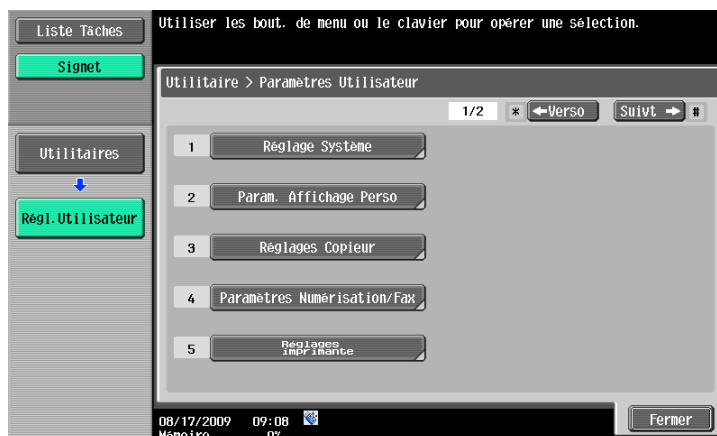 Liste Tâches
Utiliser les bout. de menu ou le clavier pour opérer une sélection.
Signet
Utilitaire > Paramètres Utilisateur
1/2 * ←Verso Suivt → #
Utilitaires
Régl.Utilisateur
1 Réglage Système
2 Param. Affichage Perso
3 Réglages Copieur
4 Paramètres Numérisation/Fax
5 Réglages
imprimante
Fermer
08/17/2009 09:08
Mémoire 0%